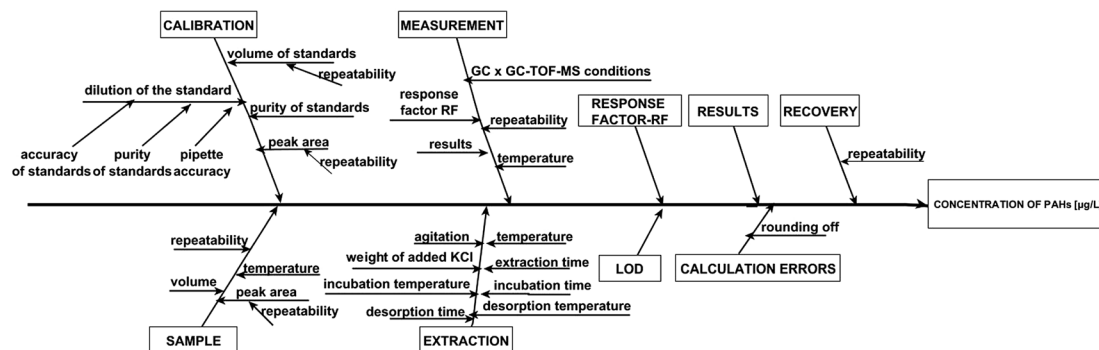 CALIBRATION
volume of standards
repeatability
dilution of the standard
purity of standards
accuracy
of standards
purity
of standards
pipette
accuracy
peak area
repeatability
MEASUREMENT
GC x GC-TOF-MS conditions
response
factor RF
repeatability
results
temperature
RESPONSE
FACTOR-RF
RESULTS
RECOVERY
repeatability
CONCENTRATION OF PAHs [µg/L
repeatability
temperature
volume
peak area
repeatability
SAMPLE
agitation
temperature
weight of added KCl
extraction time
incubation temperature
incubation time
desorption temperature
desorption time
EXTRACTION
LOD
rounding off
CALCULATION ERRORS